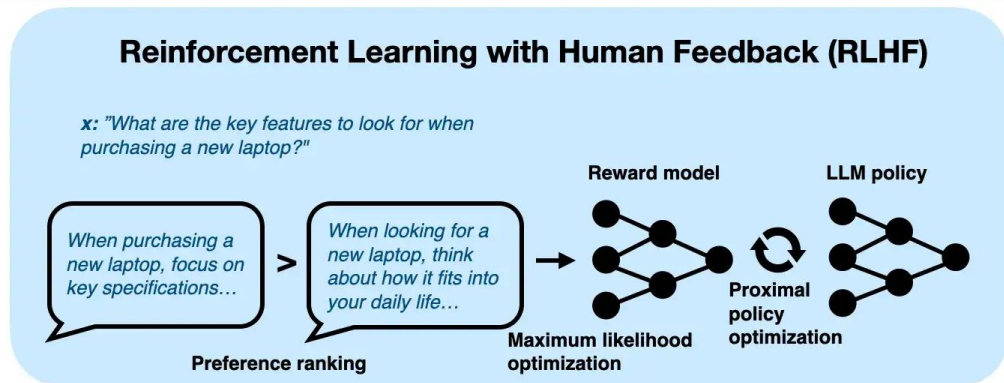 Reinforcement Learning with Human Feedback (RLHF)
x: "What are the key features to look for when
purchasing a new laptop?"
When purchasing a
new laptop, focus on
key specifications…
>
When looking for a
new laptop, think
about how it fits into
your daily life…
Preference ranking
Reward model
Maximum likelihood
optimization
LLM policy
Proximal
policy
optimization